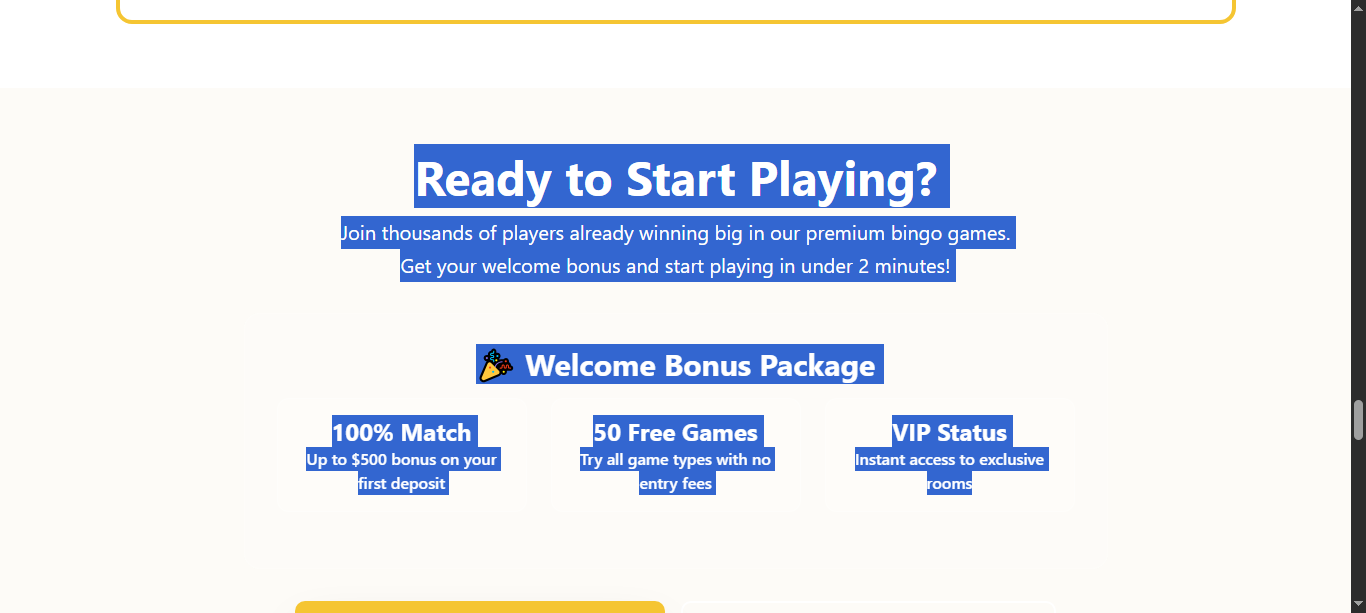 Ready to Start Playing?
Join thousands of players already winning big in our premium bingo games.
Get your welcome bonus and start playing in under 2 minutes!
🎉 Welcome Bonus Package
100% Match
Up to $500 bonus on your
first deposit
50 Free Games
Try all game types with no
entry fees
VIP Status
Instant access to exclusive
rooms